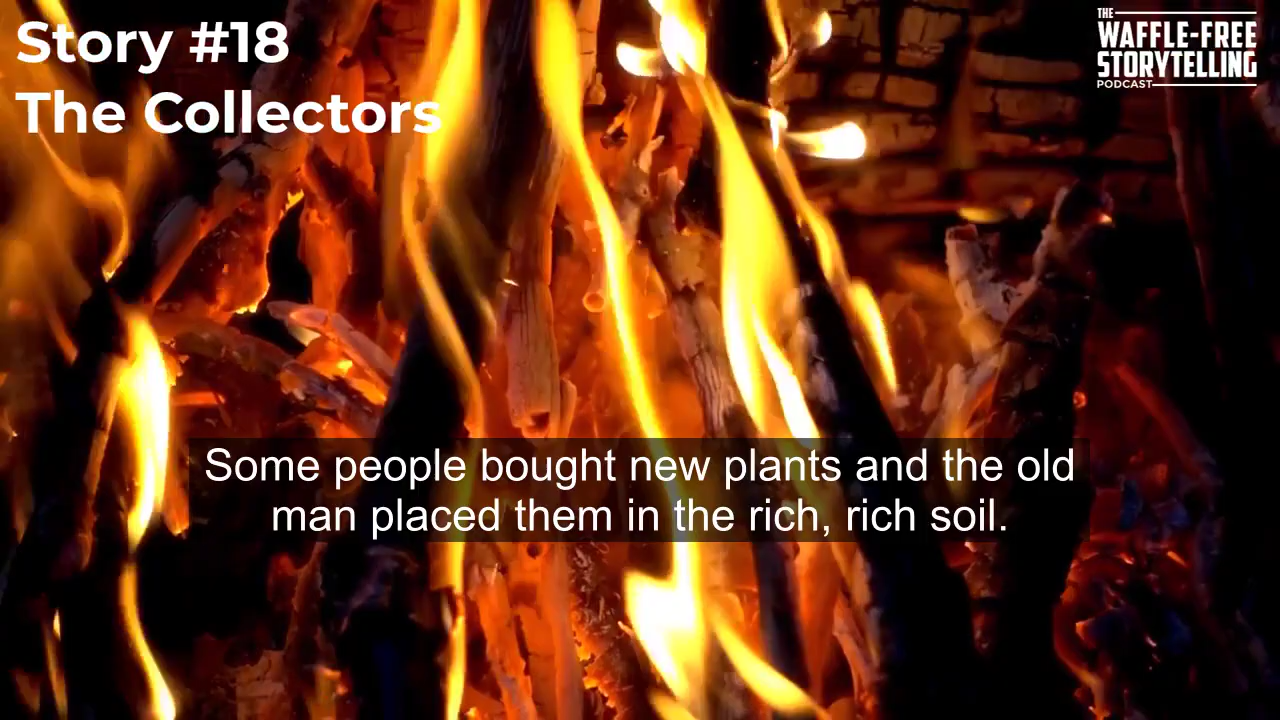 Story #18
The Collectors
THE
WAFFLE-FREE
STORYTELLING
PODCAST
Some people bought new plants and the old
man placed them in the rich, rich soil.